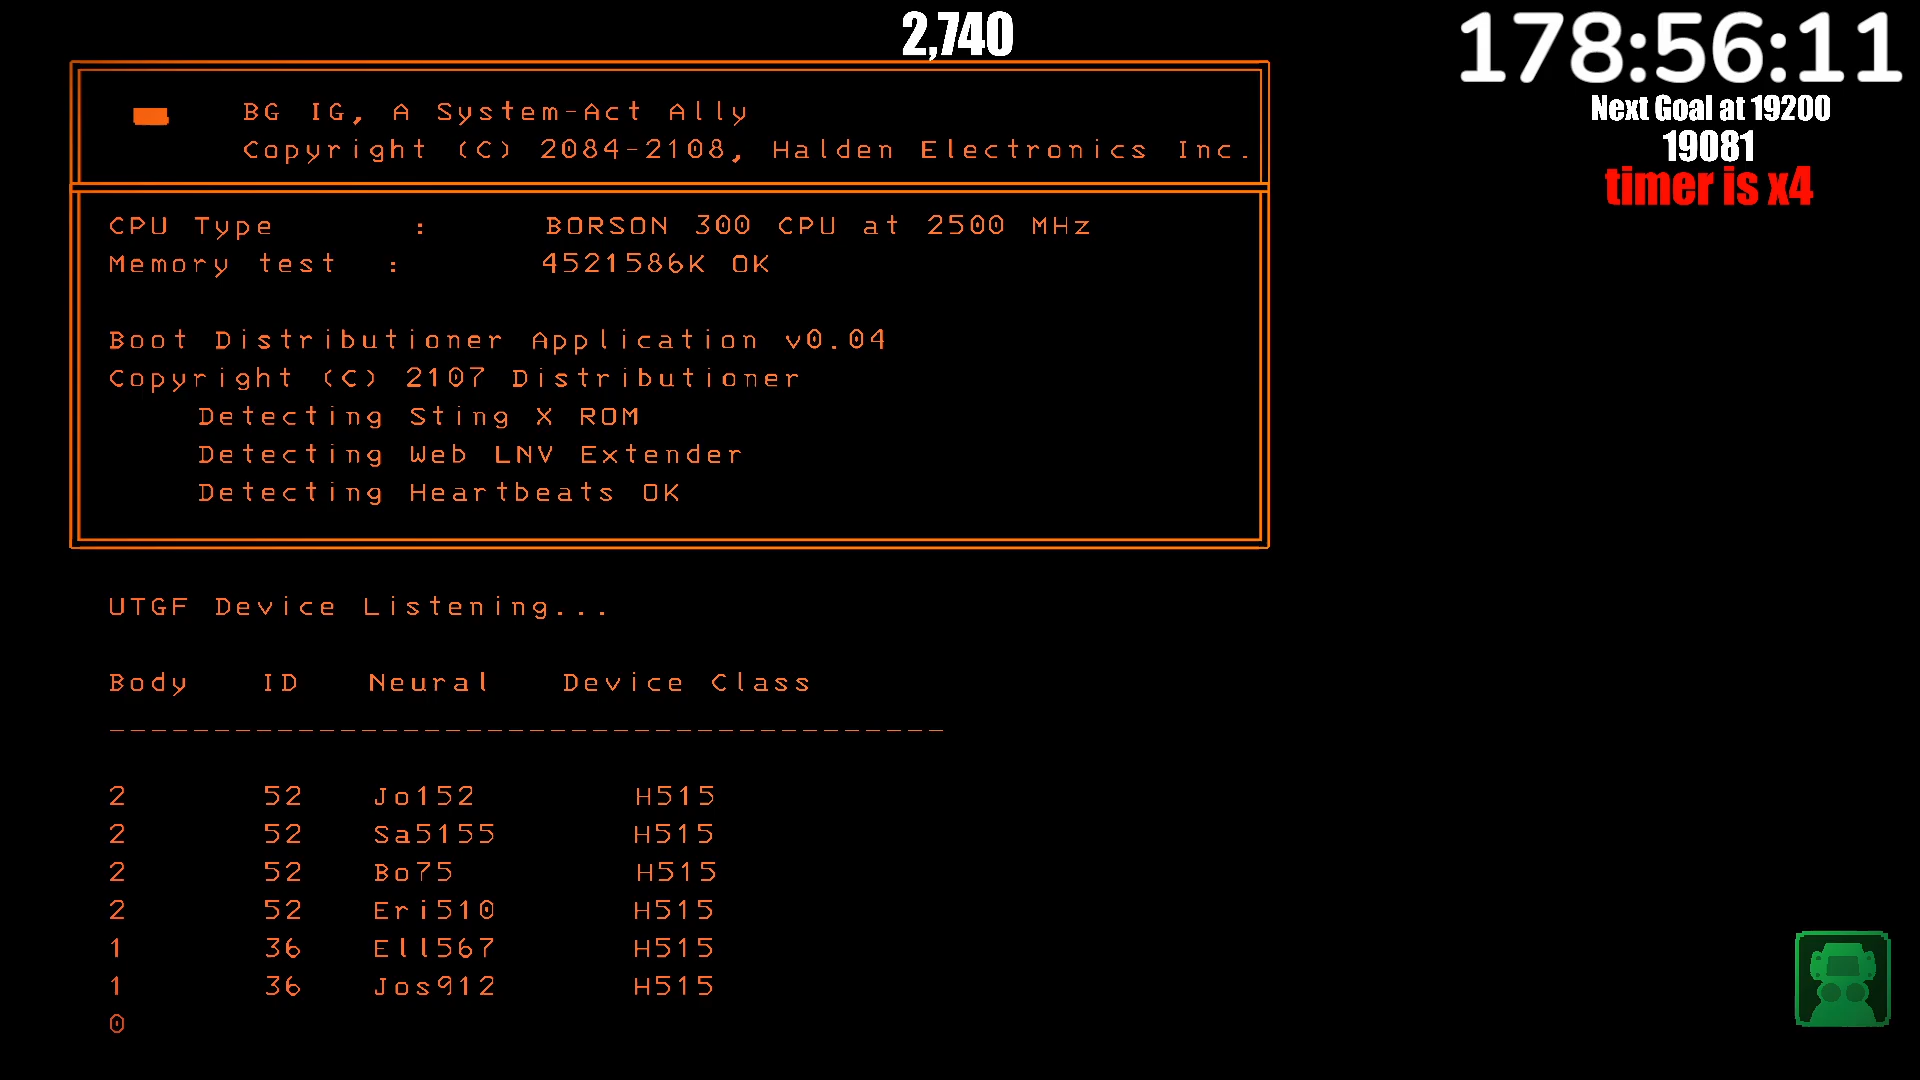 2,740
178:56:11
Next Goal at 19200
19081
timer is x4
BG IG, A System-Act Ally
Copyright (C) 2084-2108, Halden Electronics Inc.
CPU Type : BORSON 300 CPU at 2500 MHz
Memory test : 4521586K OK
Boot Distributioner Application v0.04
Copyright (C) 2107 Distributioner
Detecting Sting X ROM
Detecting Web LNV Extender
Detecting Heartbeats OK
UTGF Device Listening...
Body ID Neural Device Class
----------------------------------------
2 52 Jo152 H515
2 52 Sa5155 H515
2 52 Bo75 H515
2 52 Eri510 H515
1 36 Ell567 H515
1 36 Jos912 H515
0